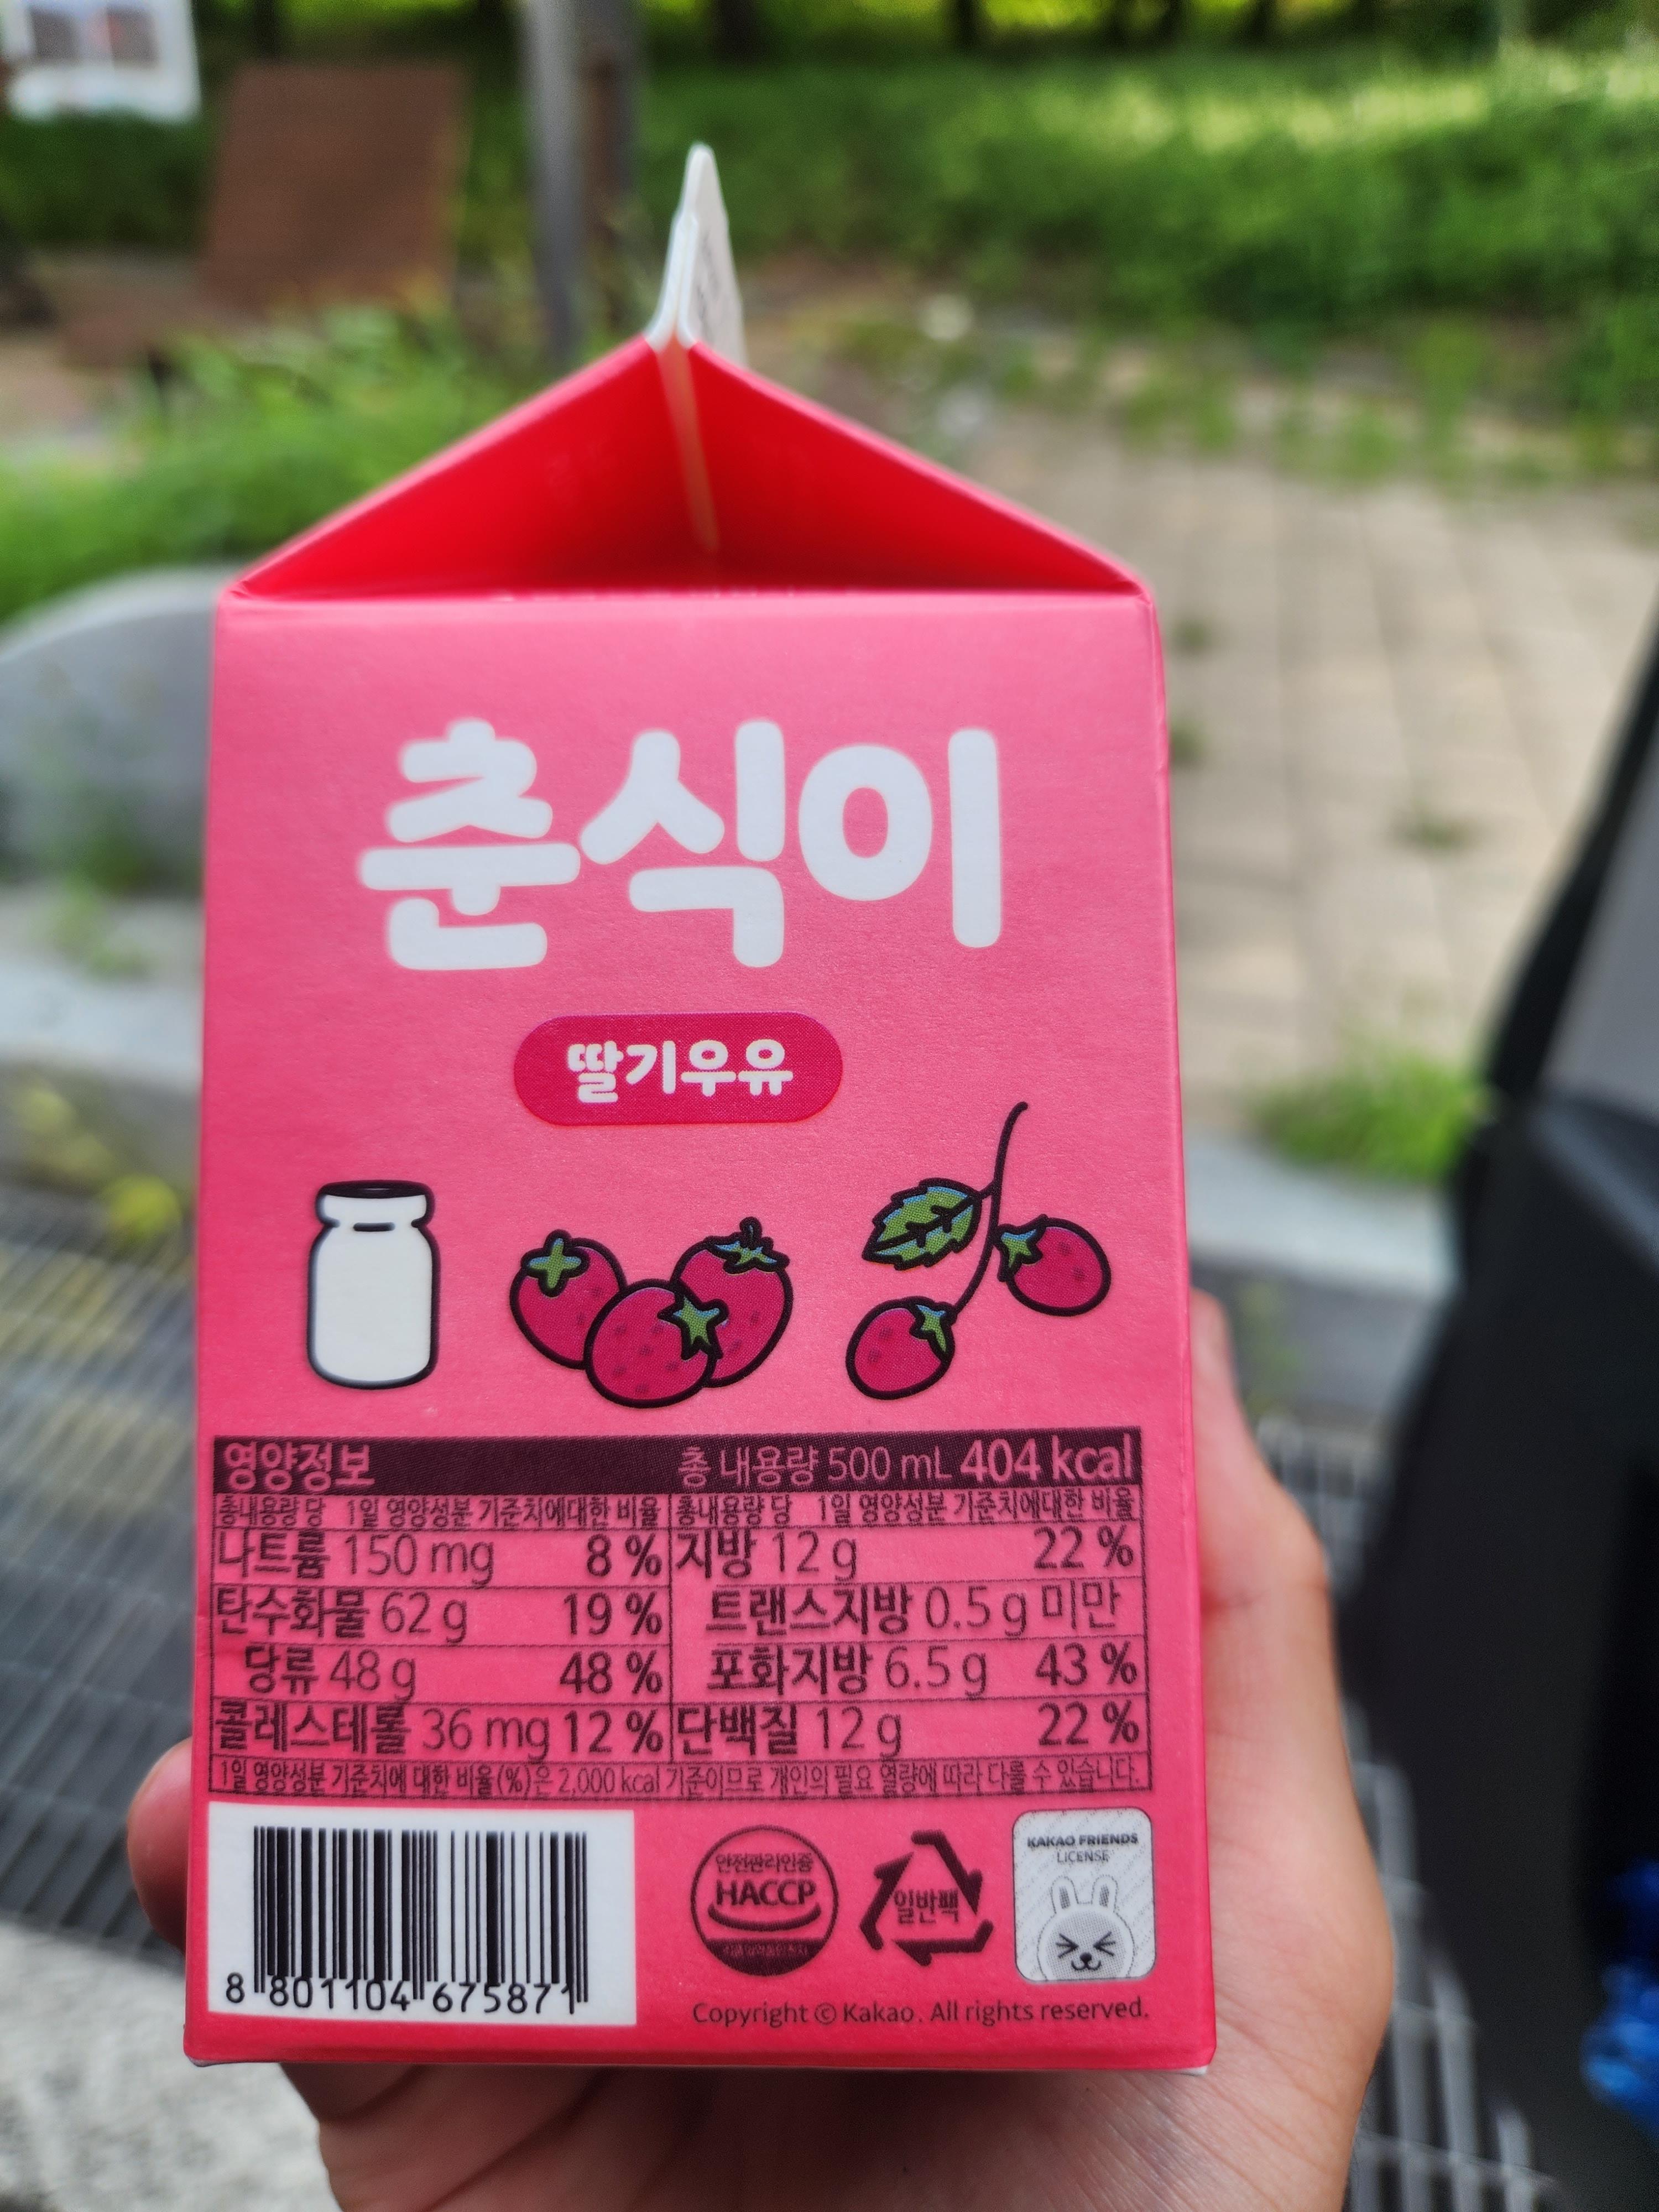 춘식이
딸기우유
영양정보 총 내용량 500 mL 404 kcal
총내용량 당 1일 영양성분 기준치에대한 비율 총내용량 당 1일 영양성분 기준치에대한 비율
나트륨 150 mg 8 % 지방 12 g 22 %
탄수화물 62 g 19 % 트랜스지방 0.5 g 미만
당류 48 g 48 % 포화지방 6.5 g 43 %
콜레스테롤 36 mg 12 % 단백질 12 g 22 %
1일 영양성분 기준치에 대한 비율(%)은 2,000 kcal 기준이므로 개인의 필요 열량에 따라 다를 수 있습니다.
8 801104 675871
안전관리인증
HACCP
일반팩
KAKAO FRIENDS
LICENSE
Copyright © Kakao. All rights reserved.